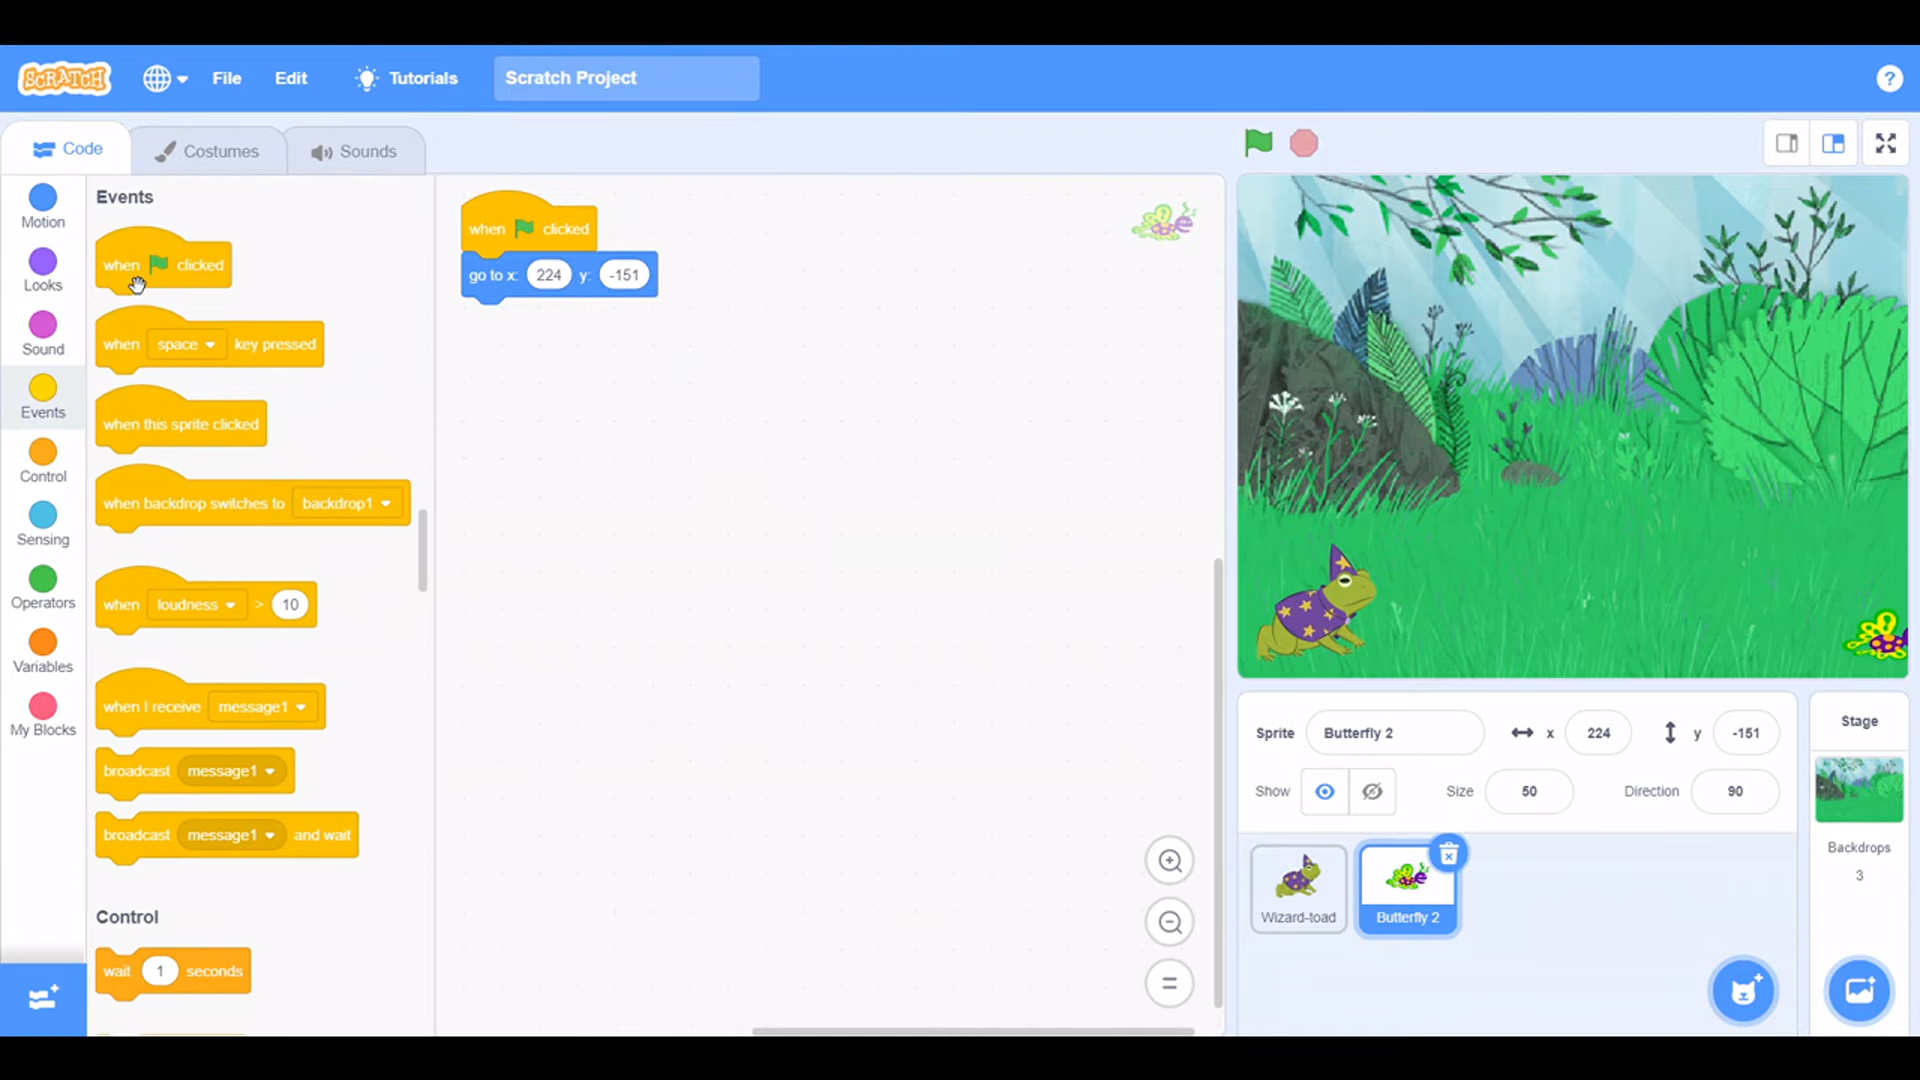 SCRATCH File Edit Tutorials Scratch Project ?
Code Costumes Sounds
Motion
Looks
Sound
Events
Control
Sensing
Operators
Variables
My Blocks
Events
when clicked
when space key pressed
when this sprite clicked
when backdrop switches to backdrop1
when loudness > 10
when I receive message1
broadcast message1
broadcast message1 and wait
Control
wait 1 seconds
when clicked
go to x: 224 y: -151
Sprite Butterfly 2 x 224 y -151
Show Size 50 Direction 90
Wizard-toad
Butterfly 2
Stage
Backdrops
3